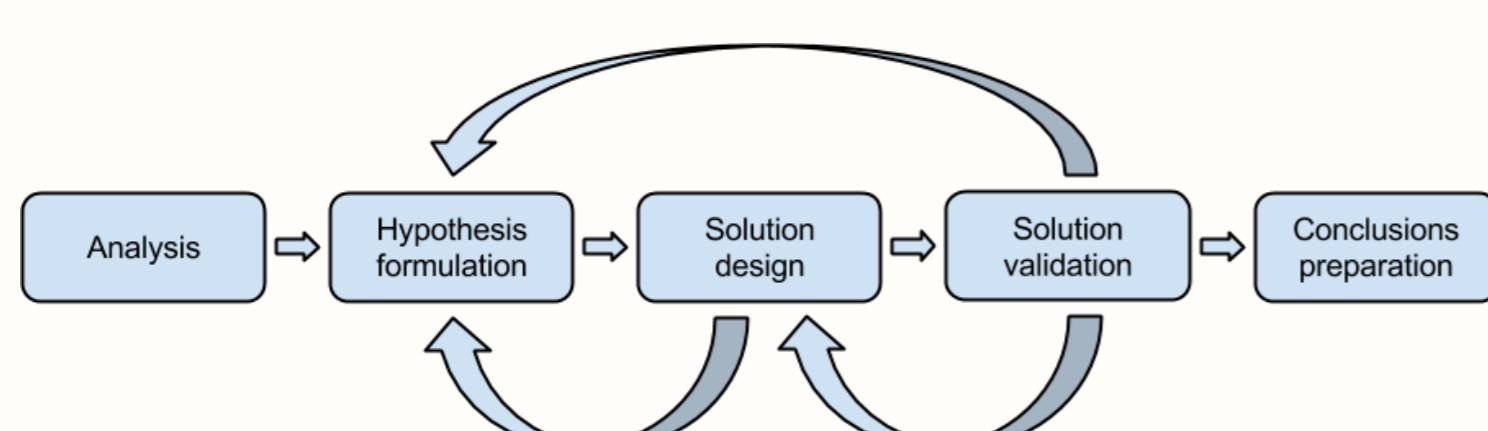 Analysis
Hypothesis
formulation
Solution
design
Solution
validation
Conclusions
preparation